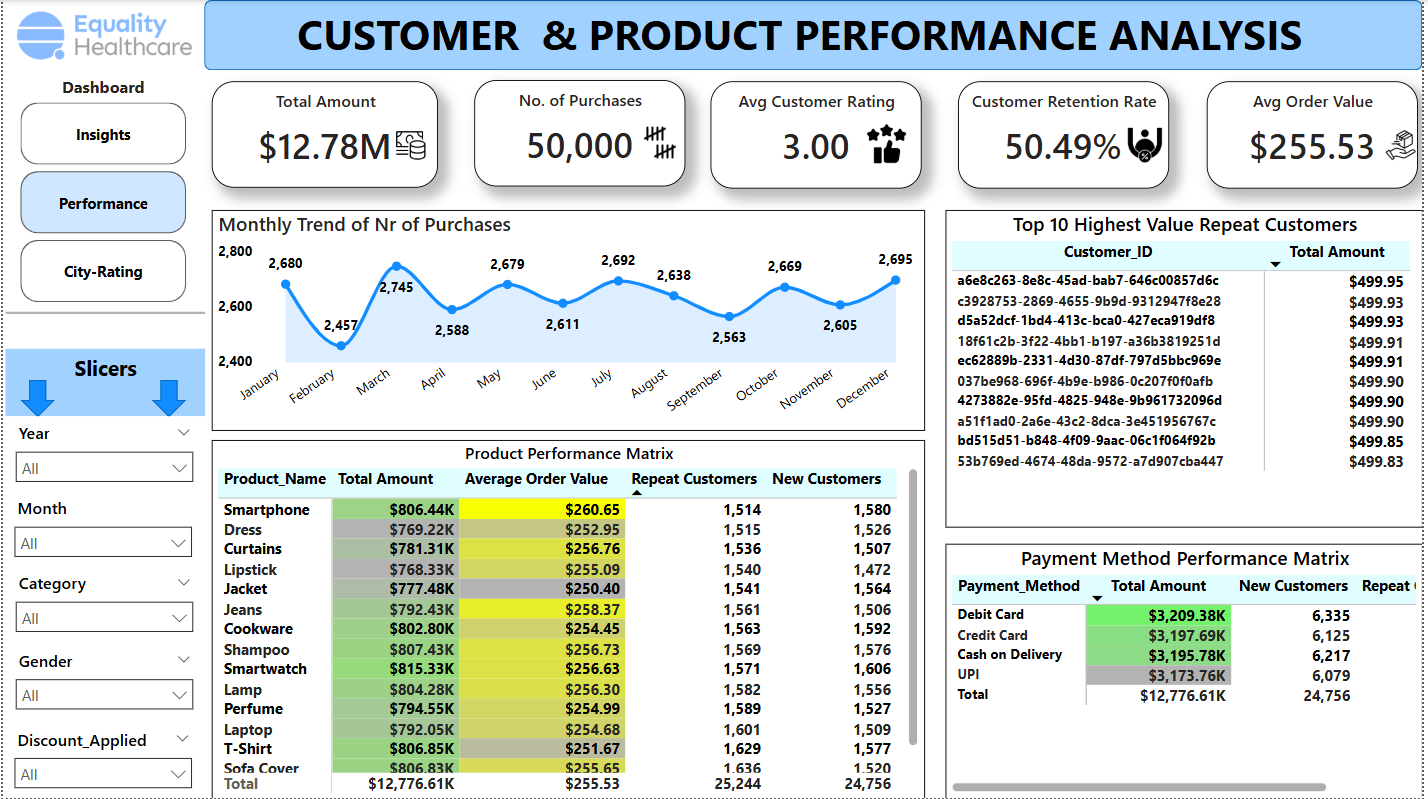 Equality
Healthcare
CUSTOMER & PRODUCT PERFORMANCE ANALYSIS
Dashboard
Insights
Performance
City-Rating
Total Amount
$12.78M
No. of Purchases
50,000
Avg Customer Rating
3.00
Customer Retention Rate
50.49%
Avg Order Value
$255.53
Slicers
Year
All
Month
All
Category
All
Gender
All
Discount_Applied
All
Monthly Trend of Nr of Purchases
2,800
2,600
2,400
2,680
2,457
2,745
2,588
2,679
2,611
2,692
2,638
2,563
2,669
2,605
2,695
January
February
March
April
May
June
July
August
September
October
November
December
Top 10 Highest Value Repeat Customers
Customer_ID Total Amount
a6e8c263-8e8c-45ad-bab7-646c00857d6c $499.95
c3928753-2869-4655-9b9d-9312947f8e28 $499.93
d5a52dcf-1bd4-413c-bca0-427eca919df8 $499.93
18f61c2b-3f22-4bb1-b197-a36b3819251d $499.91
ec62889b-2331-4d30-87df-797d5bbc969e $499.91
037be968-696f-4b9e-b986-0c207f0f0afb $499.90
4273882e-95fd-4825-948e-9b961732096d $499.90
a51f1ad0-2a6e-43c2-8dca-3e451956767c $499.90
bd515d51-b848-4f09-9aac-06c1f064f92b $499.85
53b769ed-4674-48da-9572-a7d907cba447 $499.83
Product Performance Matrix
Product_Name Total Amount Average Order Value Repeat Customers New Customers
Smartphone $806.44K $260.65 1,514 1,580
Dress $769.22K $252.95 1,515 1,526
Curtains $781.31K $256.76 1,536 1,507
Lipstick $768.33K $255.09 1,540 1,472
Jacket $777.48K $250.40 1,541 1,564
Jeans $792.43K $258.37 1,561 1,506
Cookware $802.80K $254.45 1,563 1,592
Shampoo $807.43K $256.73 1,569 1,576
Smartwatch $815.33K $256.63 1,571 1,606
Lamp $804.28K $256.30 1,582 1,556
Perfume $794.55K $254.99 1,589 1,527
Laptop $792.05K $254.68 1,601 1,509
T-Shirt $806.85K $251.67 1,629 1,577
Sofa Cover $806.83K $255.65 1,636 1,520
Total $12,776.61K $255.53 25,244 24,756
Payment Method Performance Matrix
Payment_Method Total Amount New Customers Repeat
Debit Card $3,209.38K 6,335
Credit Card $3,197.69K 6,125
Cash on Delivery $3,195.78K 6,217
UPI $3,173.76K 6,079
Total $12,776.61K 24,756